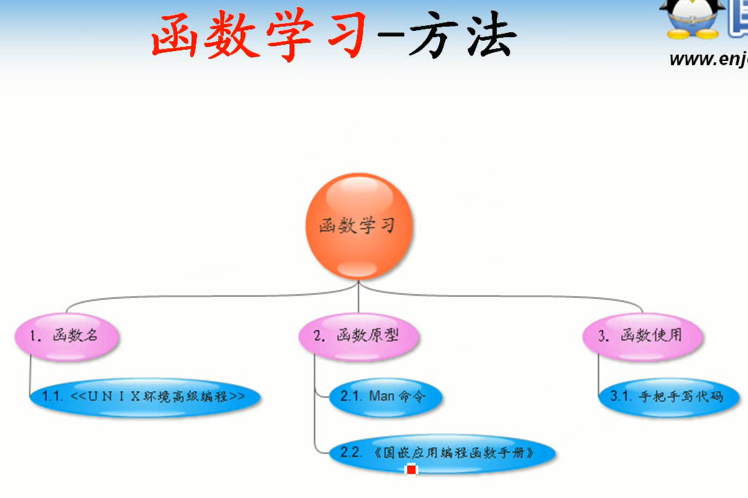 函数学习-方法
www.enj
函数学习
1. 函数名
2. 函数原型
3. 函数使用
1.1. <<UNIX环境高级编程>>
2.1. Man 命令
3.1. 手把手写代码
2.2. 《国嵌应用编程函数手册》